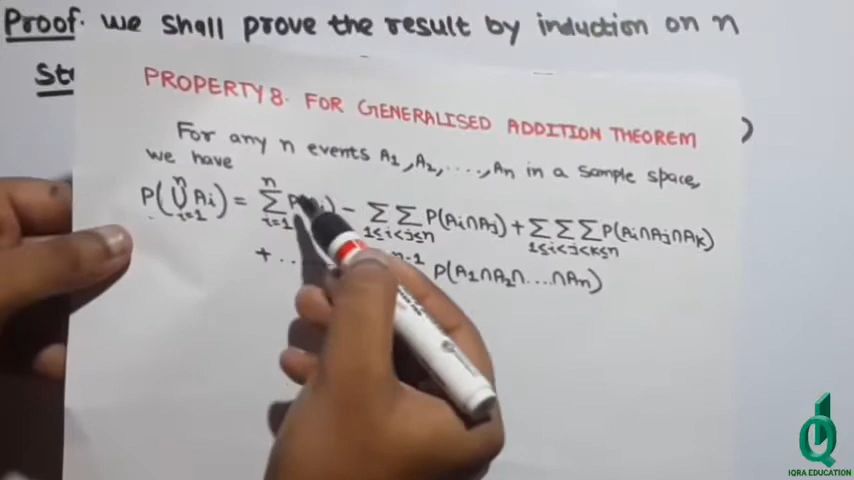 Proof. we shall prove the result by induction on n
PROPERTY 8. FOR GENERALISED ADDITION THEOREM
For any n events A₁, A₂, ...., Aₙ in a sample space,
we have
P(⋃ⁿᵢ₌₁ Aᵢ) = Σⁿᵢ₌₁ − ΣΣ 1≤i<j≤n P(Aᵢ∩Aⱼ) + ΣΣΣ 1≤i<j<k≤n P(Aᵢ∩Aⱼ∩Aₖ)
+ ... n-1 P(A₁∩A₂∩....∩Aₙ)
IQRA EDUCATION